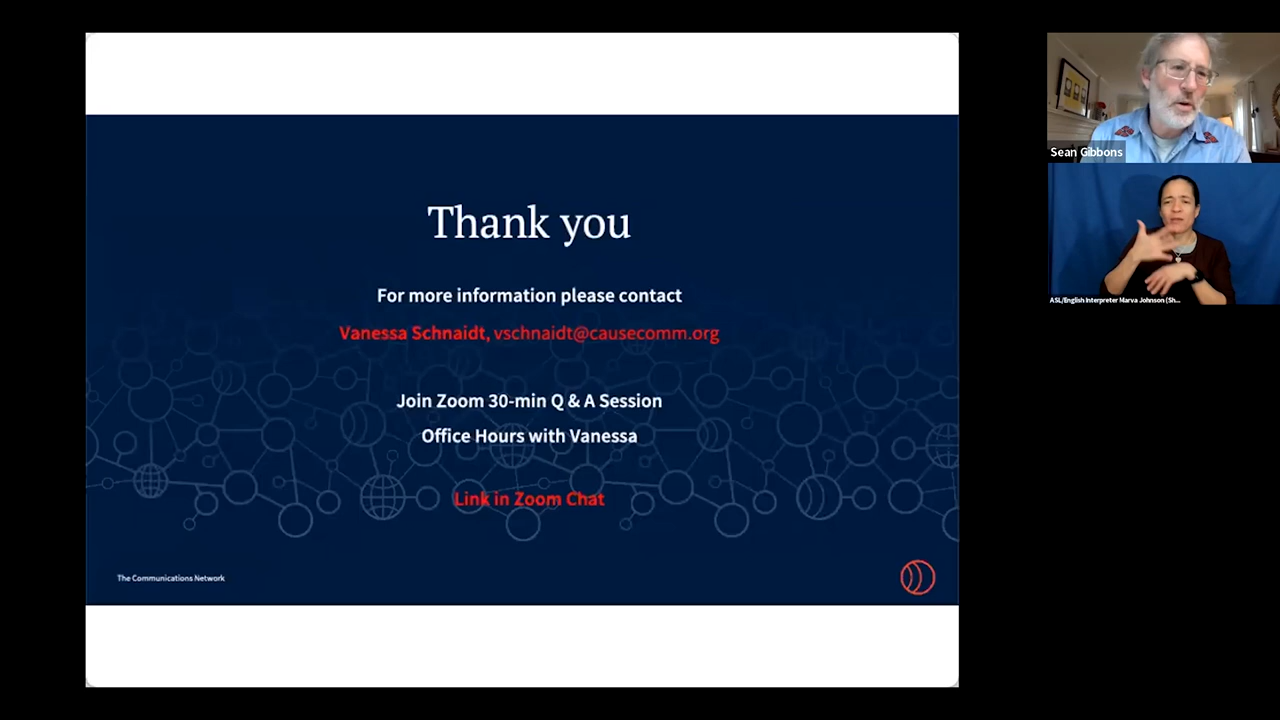 Thank you
For more information please contact
Vanessa Schnaidt, vschnaidt@causecomm.org
Join Zoom 30-min Q & A Session
Office Hours with Vanessa
Link in Zoom Chat
The Communications Network
Sean Gibbons
ASL/English Interpreter Marva Johnson (Sh...